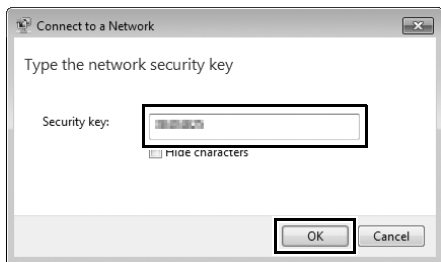 Connect to a Network
Type the network security key
Security key:
Hide characters
OK Cancel